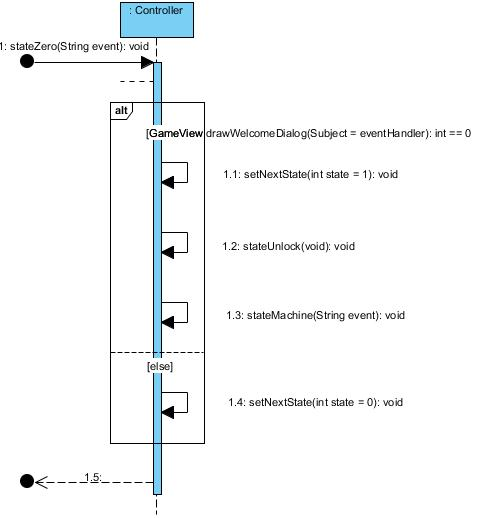 : Controller
1: stateZero(String event): void
alt
[GameView.drawWelcomeDialog(Subject = eventHandler): int == 0
1.1: setNextState(int state = 1): void
1.2: stateUnlock(void): void
1.3: stateMachine(String event): void
[else]
1.4: setNextState(int state = 0): void
1.5: